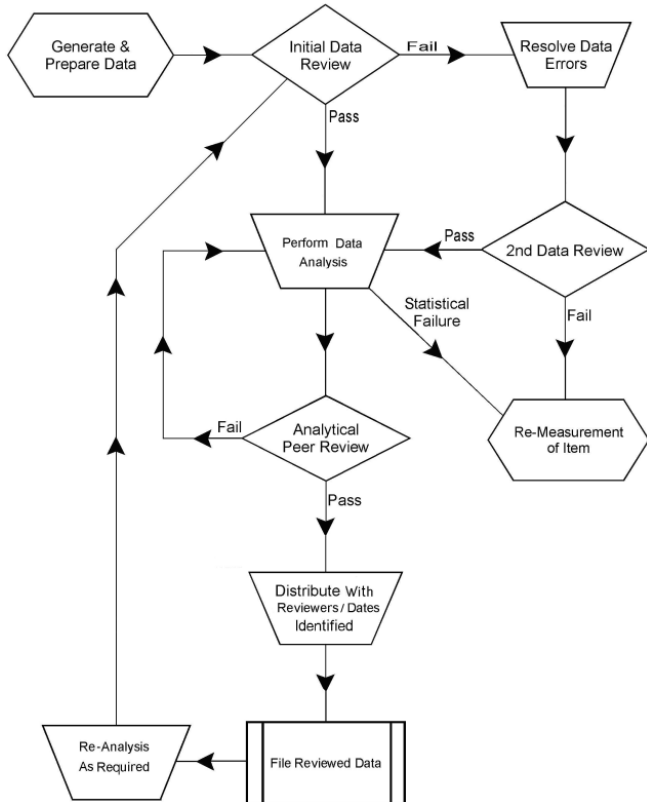 Generate &
Prepare Data
Initial Data
Review
Fail
Resolve Data
Errors
Pass
Perform Data
Analysis
Pass
2nd Data Review
Statistical
Failure
Fail
Re-Measurement
of Item
Fail
Analytical
Peer Review
Pass
Distribute With
Reviewers / Dates
Identified
Re-Analysis
As Required
File Reviewed Data